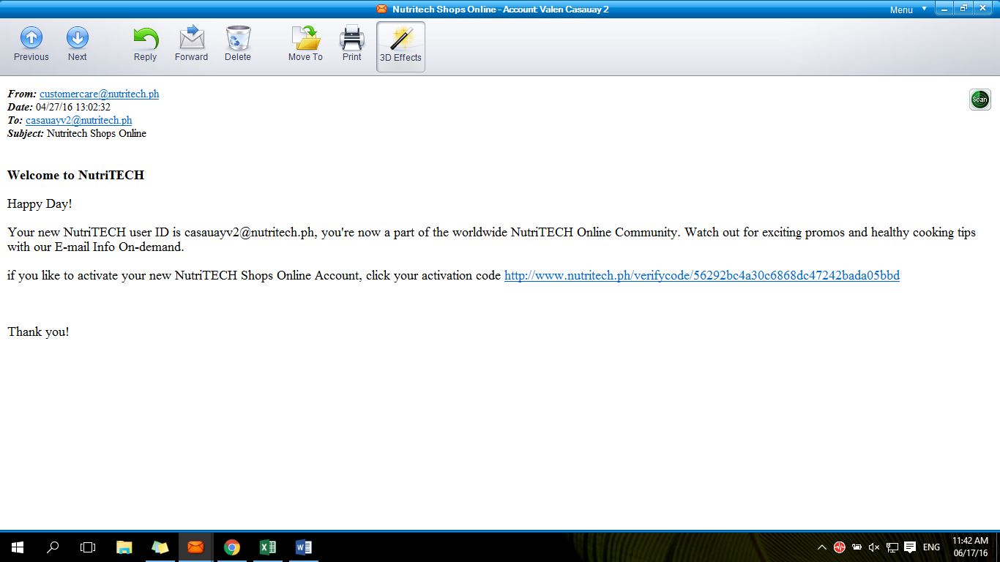 Nutritech Shops Online - Account: Valen Casauay 2
Menu
Previous
Next
Reply
Forward
Delete
Move To
Print
3D Effects
From: customercare@nutritech.ph
Date: 04/27/16 13:02:32
To: casauayv2@nutritech.ph
Subject: Nutritech Shops Online
Scan
Welcome to NutriTECH
Happy Day!
Your new NutriTECH user ID is casauayv2@nutritech.ph, you're now a part of the worldwide NutriTECH Online Community. Watch out for exciting promos and healthy cooking tips
with our E-mail Info On-demand.
if you like to activate your new NutriTECH Shops Online Account, click your activation code http://www.nutritech.ph/verifycode/56292bc4a30c6868dc47242bada05bbd
Thank you!
ENG
11:42 AM
06/17/16